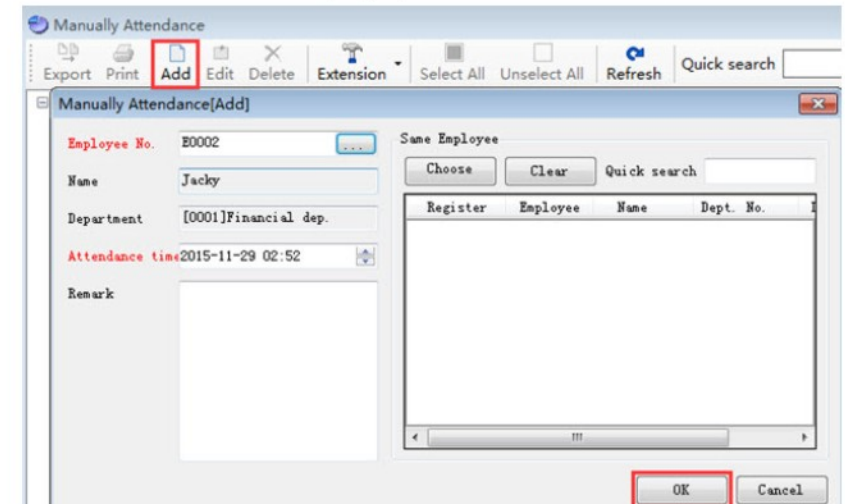 Manually Attendance
Export Print Add Edit Delete Extension Select All Unselect All Refresh Quick search
Manually Attendance[Add]
Employee No. E0002 ...
Name Jacky
Department [0001]Financial dep.
Attendance time 2015-11-29 02:52
Remark
Same Employee
Choose Clear Quick search
Register Employee Name Dept. No.
OK Cancel